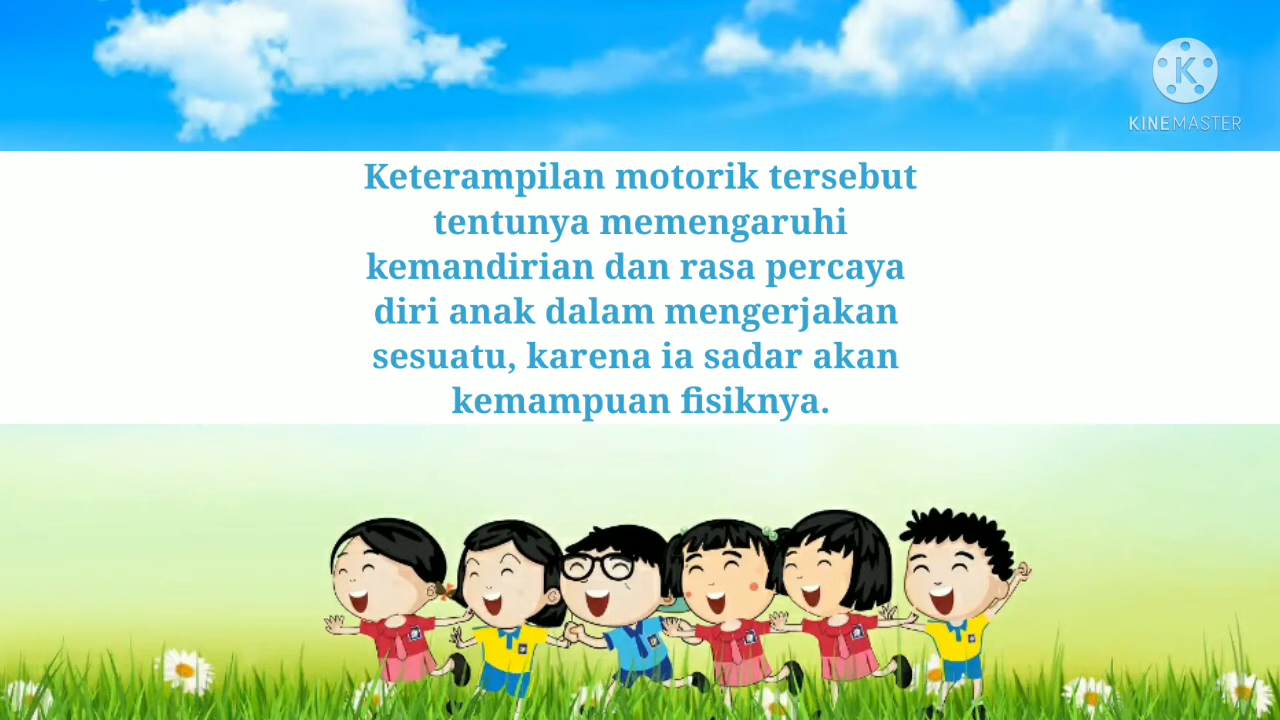 KINEMASTER
Keterampilan motorik tersebut
tentunya memengaruhi
kemandirian dan rasa percaya
diri anak dalam mengerjakan
sesuatu, karena ia sadar akan
kemampuan fisiknya.